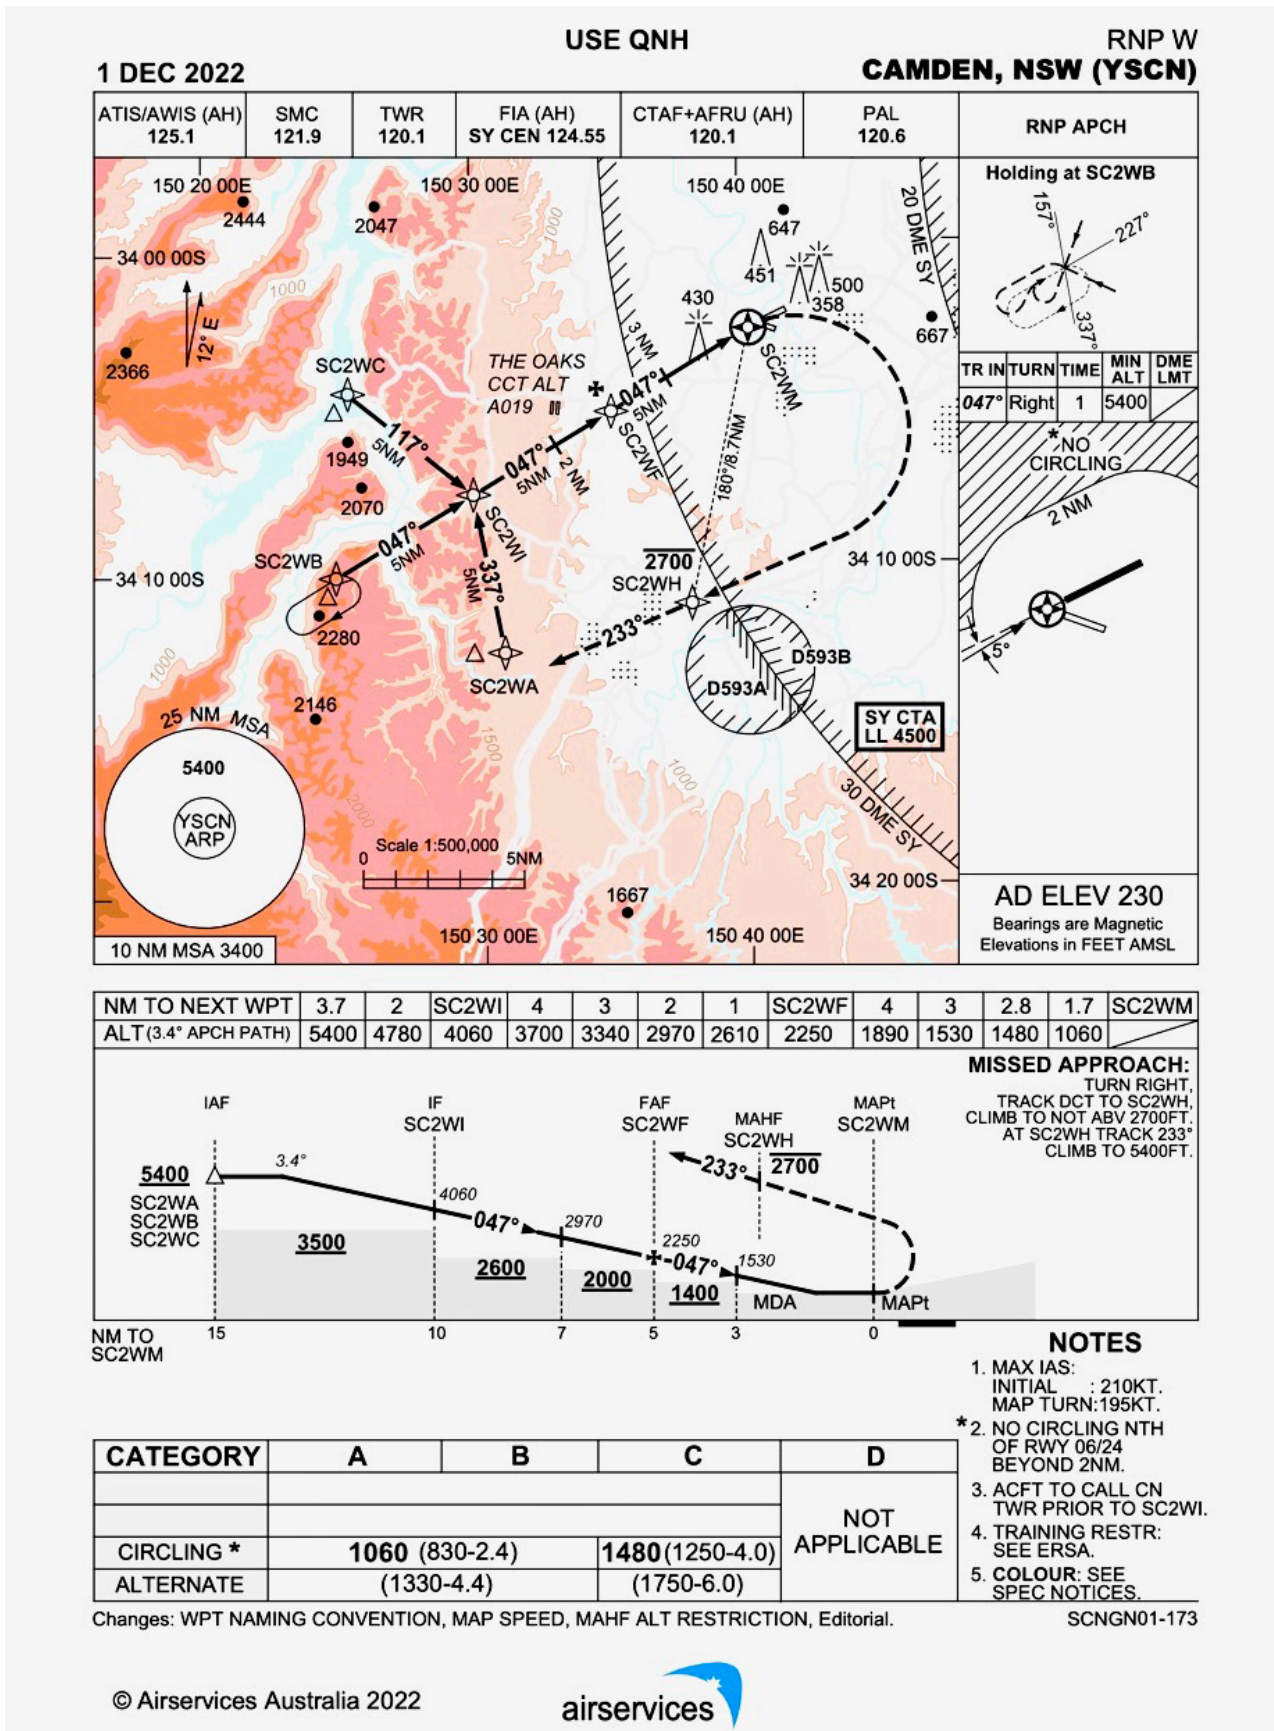 USE QNH
RNP W
1 DEC 2022
CAMDEN, NSW (YSCN)
ATIS/AWIS (AH) SMC TWR FIA (AH) CTAF+AFRU (AH) PAL
125.1 121.9 120.1 SY CEN 124.55 120.1 120.6
RNP APCH
150 20 00E 150 30 00E 150 40 00E
2444
2047
647
20 DME SY
34 00 00S
1000
1000
451
500
358
430
667
12° E
2366
3 NM
SC2WC
THE OAKS
CCT ALT
A019
SC2WM
047°
5NM
SC2WF
117°
5NM
1949
2070
047°
5NM
2 NM
180°/8.7NM
SC2WI
SC2WB
047°
5NM
34 10 00S
34 10 00S
2700
SC2WH
337°
5NM
2280
233°
SC2WA
D593B
D593A
1000
2146
25 NM MSA
5400
YSCN
ARP
1500
2000
1000
SY CTA
LL 4500
30 DME SY
Scale 1:500,000
0 5NM
34 20 00S
1667
150 30 00E 150 40 00E
10 NM MSA 3400
Holding at SC2WB
157°
227°
337°
TR IN TURN TIME MIN ALT DME LMT
047° Right 1 5400
*NO
CIRCLING
2 NM
5°
AD ELEV 230
Bearings are Magnetic
Elevations in FEET AMSL
NM TO NEXT WPT 3.7 2 SC2WI 4 3 2 1 SC2WF 4 3 2.8 1.7 SC2WM
ALT (3.4° APCH PATH) 5400 4780 4060 3700 3340 2970 2610 2250 1890 1530 1480 1060
MISSED APPROACH:
TURN RIGHT,
TRACK DCT TO SC2WH,
CLIMB TO NOT ABV 2700FT.
AT SC2WH TRACK 233°
CLIMB TO 5400FT.
IAF
IF
SC2WI
FAF
SC2WF
MAHF
SC2WH
MAPt
SC2WM
5400
SC2WA
SC2WB
SC2WC
3.4°
4060
047°
2970
2250
047°
1530
233°
2700
3500
2600
2000
1400
MDA
MAPt
NM TO
SC2WM
15 10 7 5 3 0
NOTES
1. MAX IAS:
INITIAL : 210KT.
MAP TURN:195KT.
*2. NO CIRCLING NTH
OF RWY 06/24
BEYOND 2NM.
3. ACFT TO CALL CN
TWR PRIOR TO SC2WI.
4. TRAINING RESTR:
SEE ERSA.
5. COLOUR: SEE
SPEC NOTICES.
CATEGORY A B C D
CIRCLING * 1060 (830-2.4) 1480 (1250-4.0)
ALTERNATE (1330-4.4) (1750-6.0)
NOT
APPLICABLE
Changes: WPT NAMING CONVENTION, MAP SPEED, MAHF ALT RESTRICTION, Editorial.
SCNGN01-173
© Airservices Australia 2022
airservices